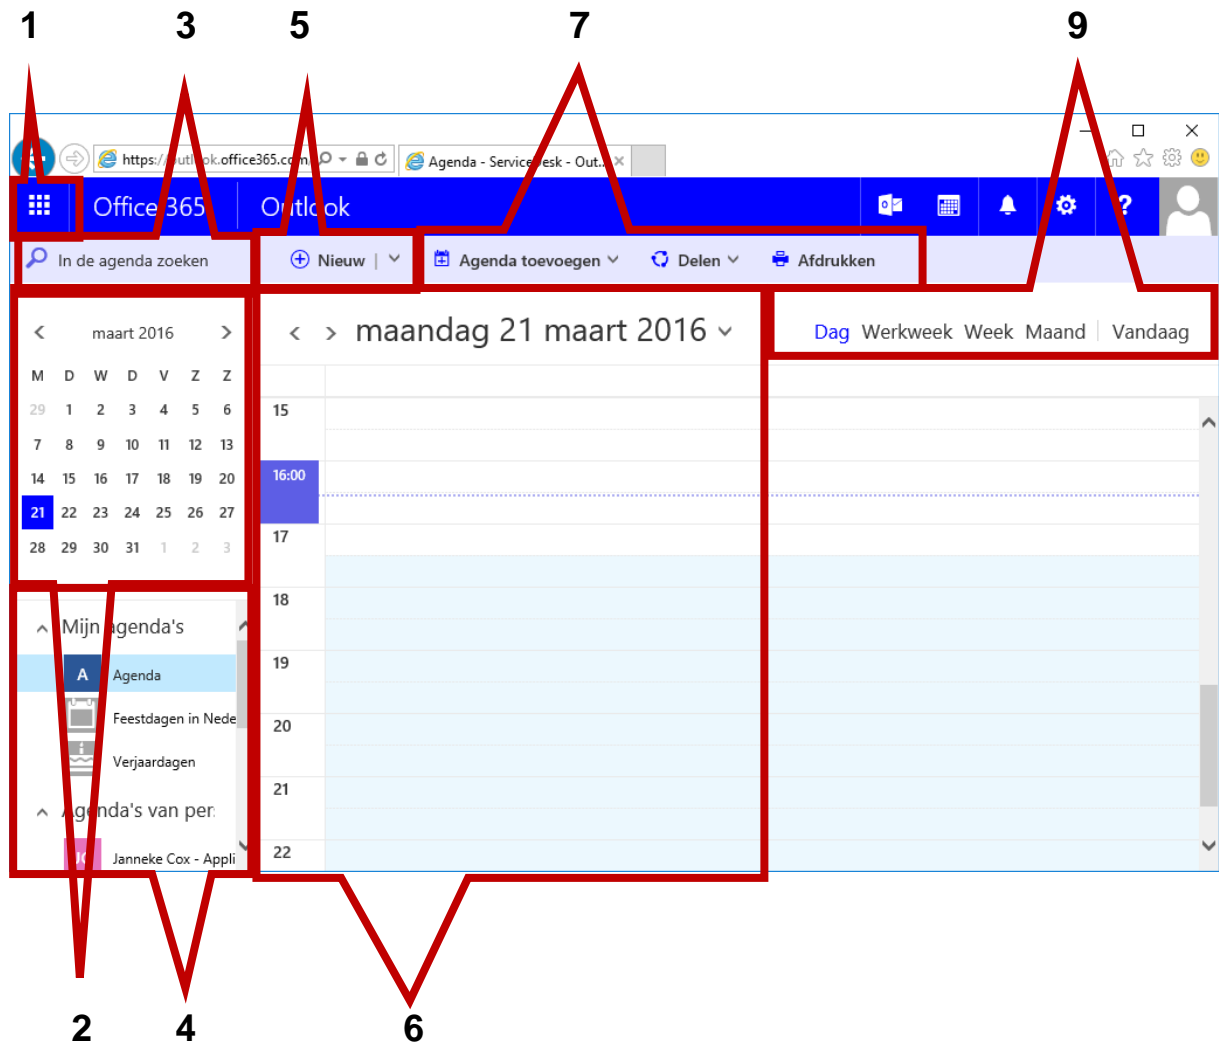 1 3 5 7 9
https://outlook.office365.com/ Agenda - ServiceDesk - Out...
Office 365 Outlook
In de agenda zoeken Nieuw Agenda toevoegen Delen Afdrukken
maart 2016
maandag 21 maart 2016
Dag Werkweek Week Maand Vandaag
M D W D V Z Z
29 1 2 3 4 5 6
7 8 9 10 11 12 13
14 15 16 17 18 19 20
21 22 23 24 25 26 27
28 29 30 31 1 2 3
15
16:00
17
18
19
20
21
22
Mijn agenda's
A Agenda
Feestdagen in Nede
Verjaardagen
Agenda's van per
Janneke Cox - Appli
2 4 6